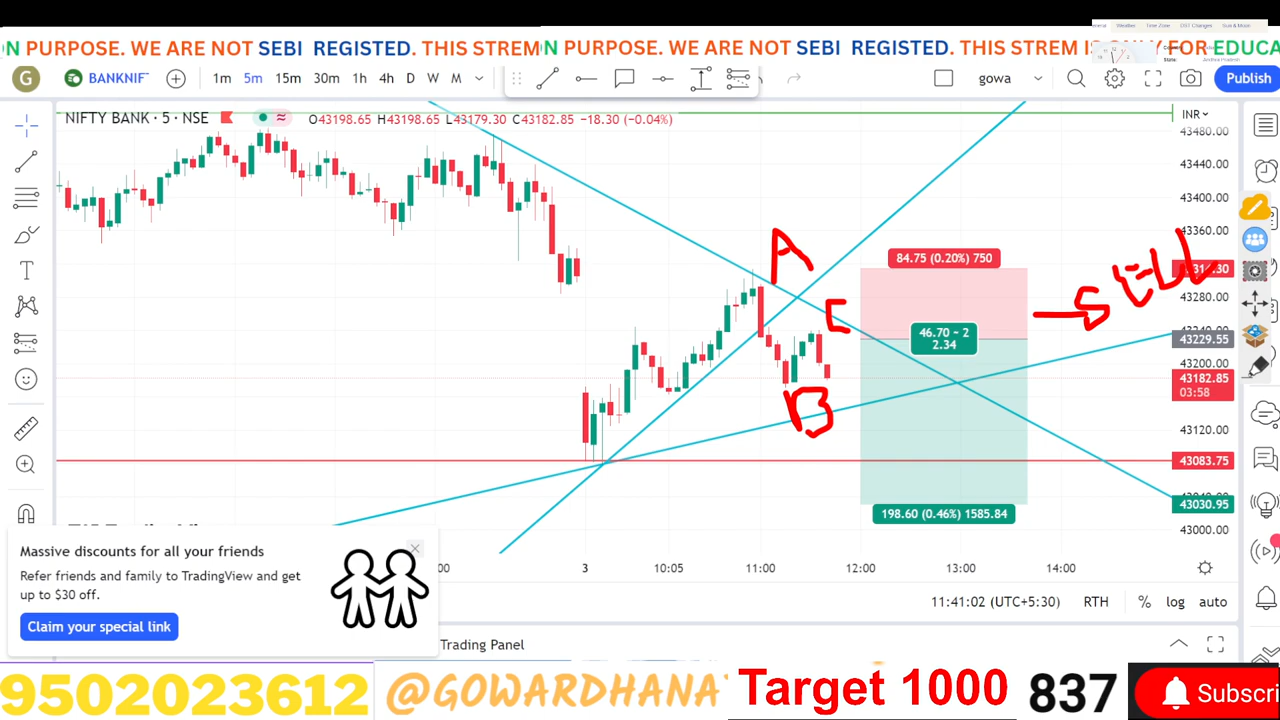 ON PURPOSE. WE ARE NOT SEBI REGISTED. THIS STREM
N PURPOSE. WE ARE NOT SEBI REGISTED. THIS STREM IS ONLY FOR EDUCA
G BANKNIF 1m 5m 15m 30m 1h 4h D W M gowa Publish
NIFTY BANK · 5 · NSE O43198.65 H43198.65 L43179.30 C43182.85 −18.30 (−0.04%) INR
43480.00
43440.00
43400.00
43360.00
A
84.75 (0.20%) 750
SELL
43280.00
C
46.70 ~ 2
2.34
43229.55
43200.00
43182.85
03:58
B
43120.00
43083.75
198.60 (0.46%) 1585.84
43030.95
43000.00
3 10:05 11:00 12:00 13:00 14:00
Massive discounts for all your friends
Refer friends and family to TradingView and get
up to $30 off.
Claim your special link
11:41:02 (UTC+5:30) RTH % log auto
Trading Panel
9502023612 @GOWARDHANA Target 1000 837 Subscri